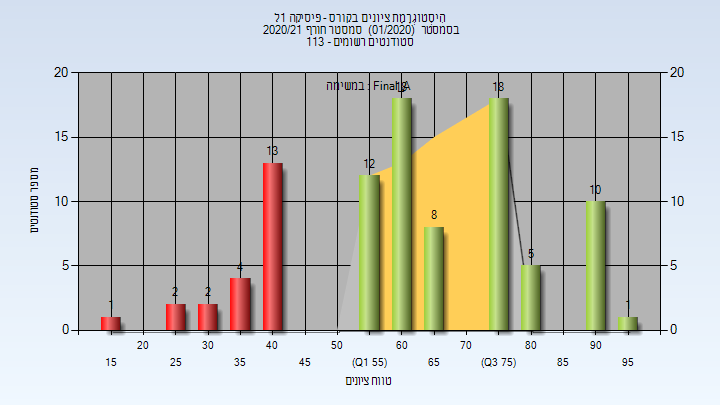 היסטוגרמת ציונים בקורס - פיסיקה 1ל
בסמסטר (01/2020) סמסטר חורף 2020/21
סטודנטים רשומים - 113
במשימה : Final_A
מספר סטודנטים
20 20
15 15
10 10
5 5
0 0
1 2 2 4 13 12 18 8 18 5 10 1
20 30 40 50 60 70 80 90
15 25 35 45 (Q1 55) 65 (Q3 75) 85 95
טווח ציונים